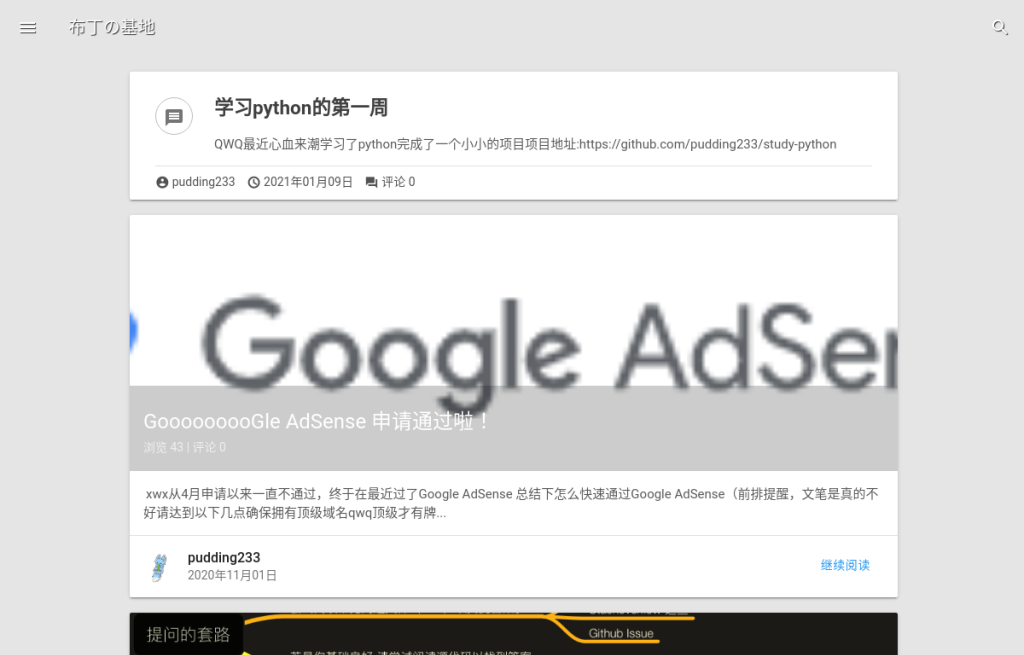 布丁の基地
学习python的第一周
QWQ最近心血来潮学习了python完成了一个小小的项目项目地址:https://github.com/pudding233/study-python
pudding233 2021年01月09日 评论 0
Google AdSen
GooooooooGle AdSense 申请通过啦！
浏览 43 | 评论 0
xwx从4月申请以来一直不通过，终于在最近过了Google AdSense 总结下怎么快速通过Google AdSense（前排提醒，文笔是真的不
好请达到以下几点确保拥有顶级域名qwq顶级才有牌...
pudding233
继续阅读
2020年11月01日
提问的套路
Github Issue